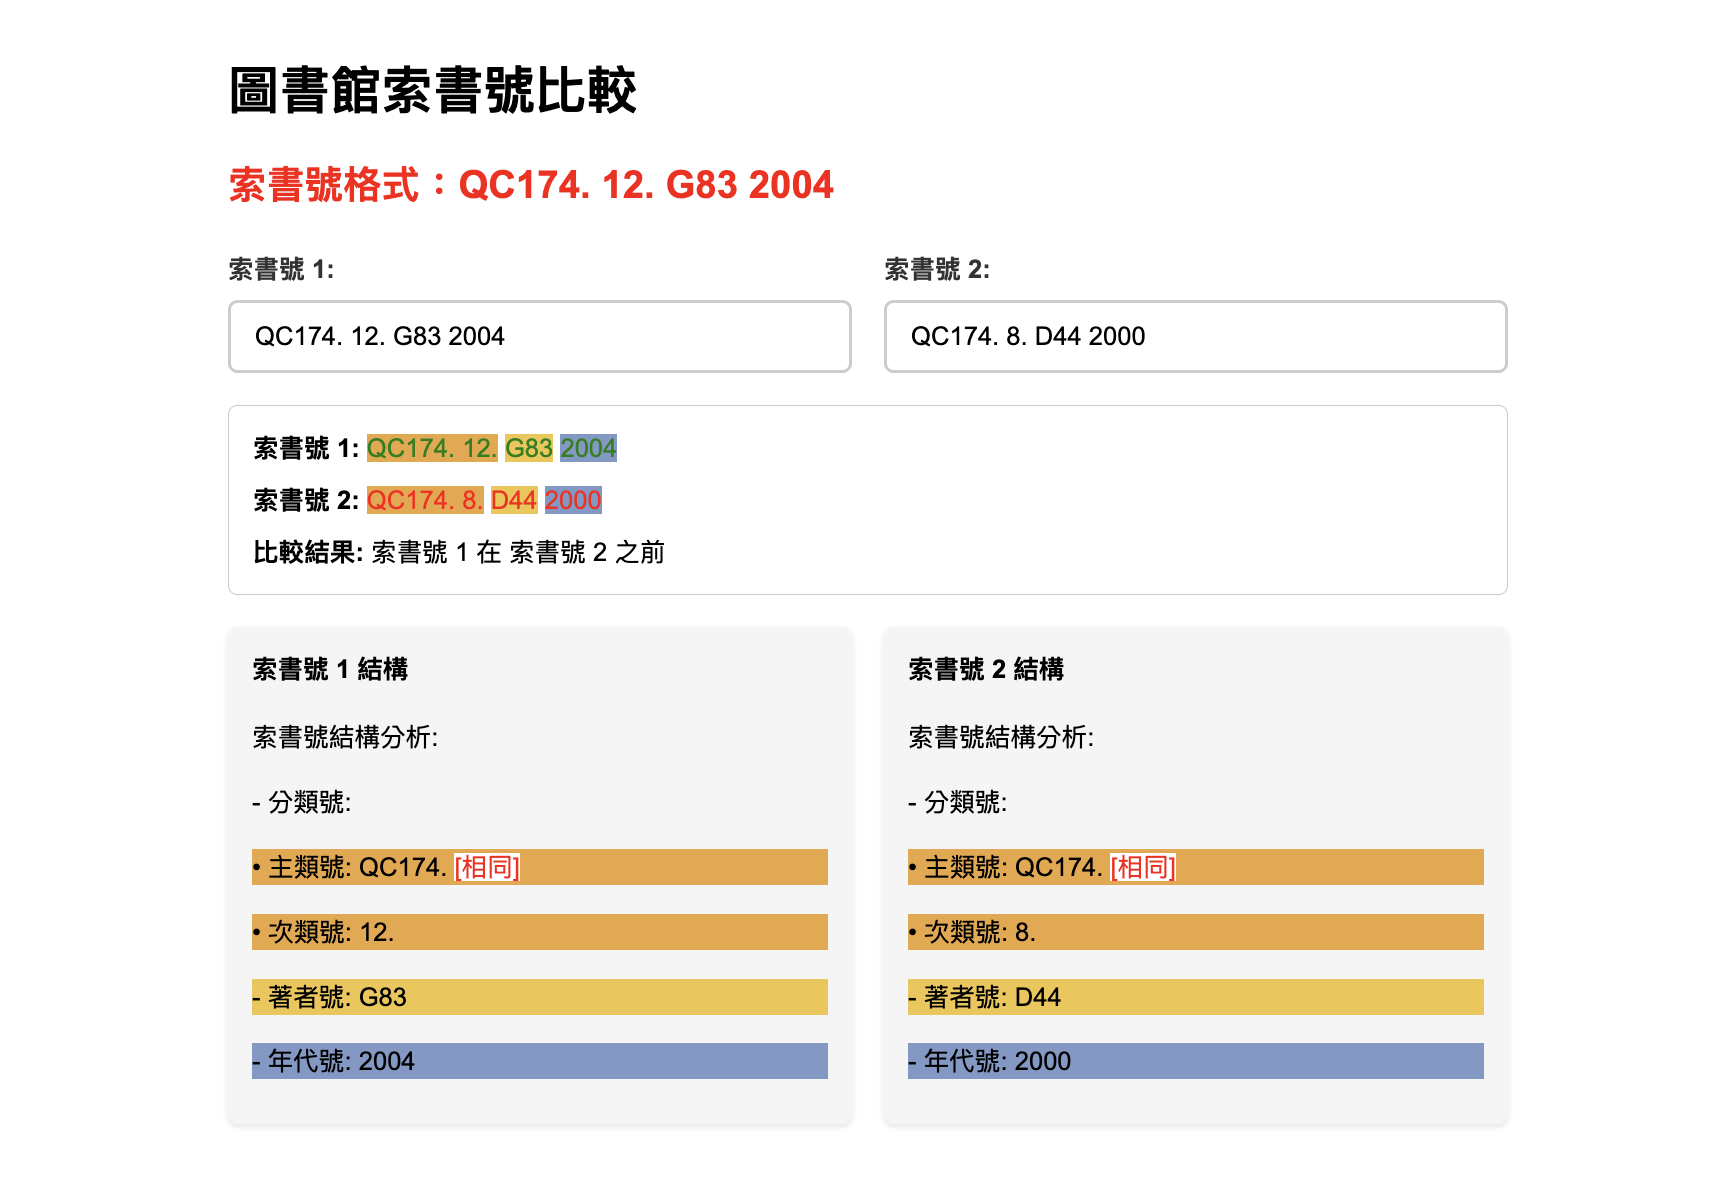 圖書館索書號比較
索書號格式：QC174. 12. G83 2004
索書號 1:
索書號 2:
QC174. 12. G83 2004
QC174. 8. D44 2000
索書號 1: QC174. 12. G83 2004
索書號 2: QC174. 8. D44 2000
比較結果: 索書號 1 在 索書號 2 之前
索書號 1 結構
索書號結構分析:
- 分類號:
• 主類號: QC174. [相同]
• 次類號: 12.
- 著者號: G83
- 年代號: 2004
索書號 2 結構
索書號結構分析:
- 分類號:
• 主類號: QC174. [相同]
• 次類號: 8.
- 著者號: D44
- 年代號: 2000